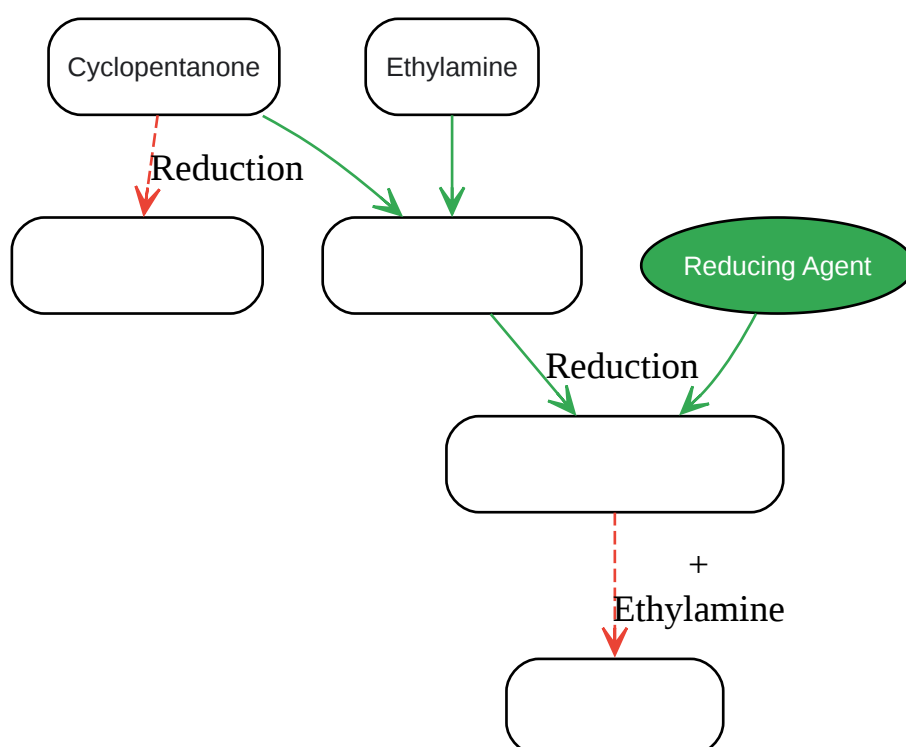 Cyclopentanone
Ethylamine
Reduction
Reducing Agent
Reduction
+
Ethylamine